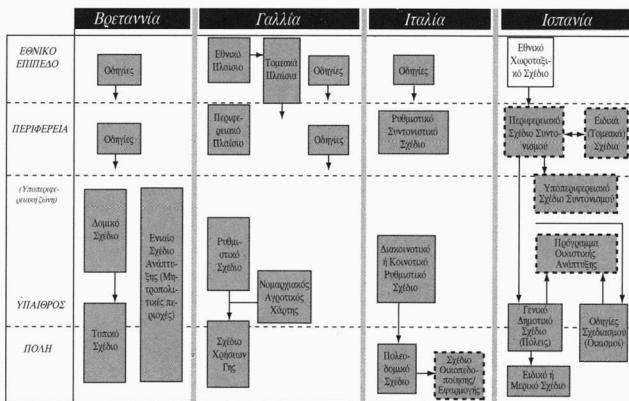 Βρεταννία
Γαλλία
Ιταλία
Ισπανία
ΕΘΝΙΚΟ
ΕΠΙΠΕΔΟ
Οδηγίες
Εθνικό
Πλαίσιο
Τομεακά
Πλαίσια
Οδηγίες
Οδηγίες
Εθνικό
Χωροταξι-
κό Σχέδιο
ΠΕΡΙΦΕΡΕΙΑ
Οδηγίες
Περιφε-
ρειακό
Πλαίσιο
Οδηγίες
Ρυθμιστικό
Συντονιστικό
Σχέδιο
Περιφερειακό
Σχέδιο Συντο-
νισμού
Ειδικά
(Τομεακά)
Σχέδια
(Υποπεριφε-
ρειακή ζώνη)
Υποπεριφερειακό
Σχέδιο Συντονισμού
Δομικό
Σχέδιο
Ενιαίο
Σχέδιο
Ανάπτυ-
ξης (Μη-
τροπολι-
τικές πε-
ριοχές)
Ρυθμι-
στικό
Σχέδιο
Διακοινοτικό
ή Κοινοτικό
Ρυθμιστικό
Σχέδιο
Πρόγραμμα
Οικιστικής
Ανάπτυξης
Νομαρχιακός
Αγροτικός
Χάρτης
ΥΠΑΙΘΡΟΣ
Τοπικό
Σχέδιο
Σχέδιο
Χρήσεων
Γης
Γενικό
Δημοτικό
Σχέδιο
(Πόλεις)
Οδηγίες
Σχεδιασμού
(Οικισμοί)
ΠΟΛΗ
Πολεο-
δομικό
Σχέδιο
Σχέδιο
Οικοπεδο-
ποίησης/
Εφαρμογής
Ειδικό ή
Μερικό Σχέδιο